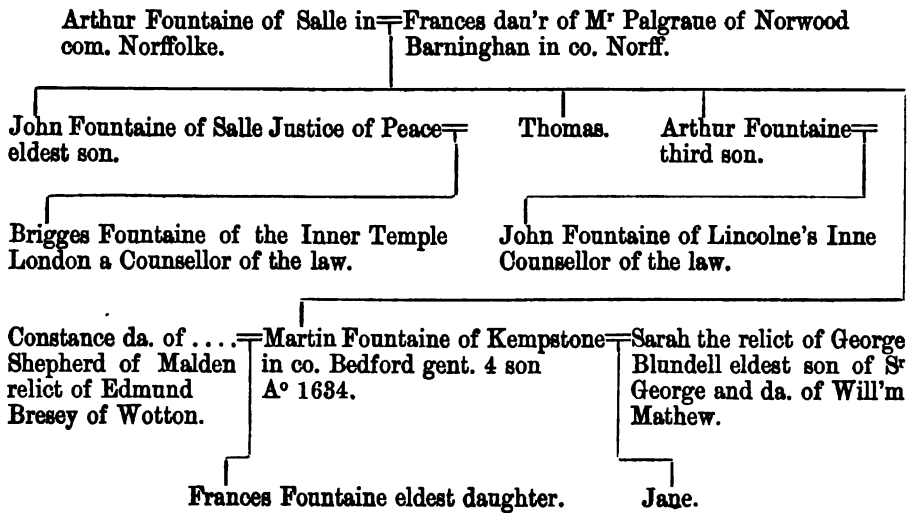 Arthur Fountaine of Salle in
com. Norffolke.
Frances dau'r of Mr Palgraue of Norwood
Barninghan in co. Norff.
John Fountaine of Salle Justice of Peace
eldest son.
Thomas.
Arthur Fountaine
third son.
Brigges Fountaine of the Inner Temple
London a Counsellor of the law.
John Fountaine of Lincolne's Inne
Counsellor of the law.
Constance da. of ....
Shepherd of Malden
relict of Edmund
Bresey of Wotton.
Martin Fountaine of Kempstone
in co. Bedford gent. 4 son
Ao 1634.
Sarah the relict of George
Blundell eldest son of Sr
George and da. of Will'm
Mathew.
Frances Fountaine eldest daughter.
Jane.